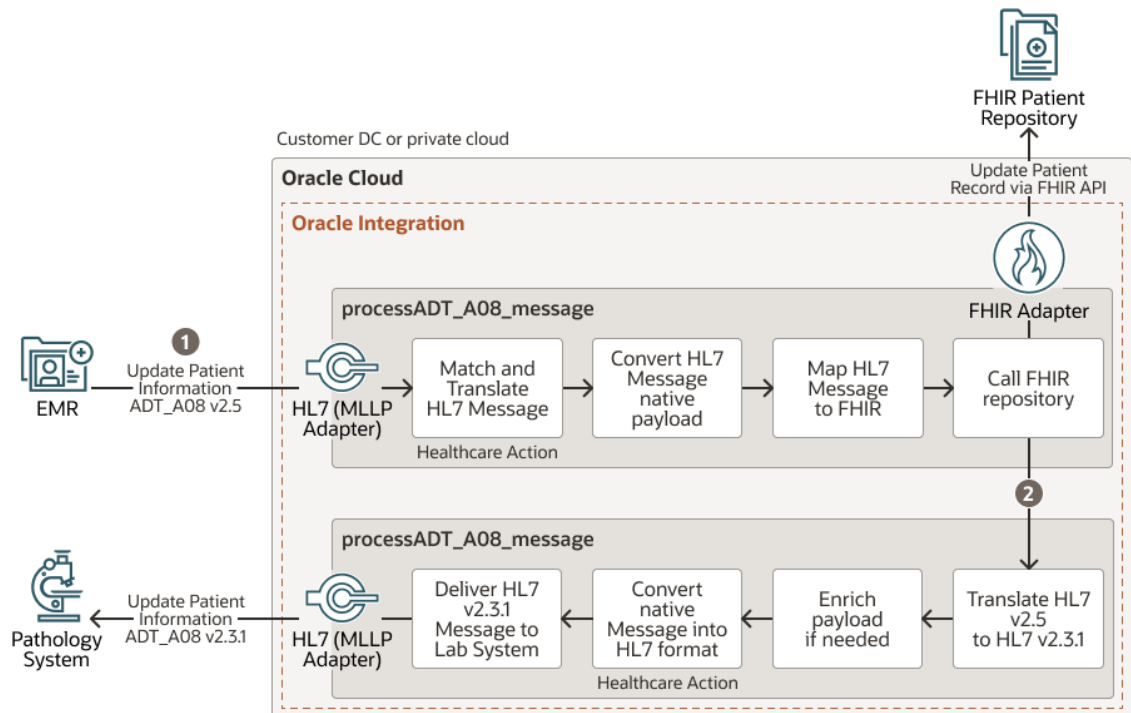 FHIR Patient
Repository
Customer DC or private cloud
Oracle Cloud
Update Patient
Record via FHIR API
Oracle Integration
processADT_A08_message
FHIR Adapter
1
Update Patient
Information
ADT_A08 v2.5
EMR
HL7 (MLLP
Adapter)
Match and
Translate
HL7 Message
Convert HL7
Message
native
payload
Map HL7
Message
to FHIR
Call FHIR
repository
Healthcare Action
2
processADT_A08_message
Update Patient
Information
ADT_A08 v2.3.1
Pathology
System
HL7 (MLLP
Adapter)
Deliver HL7
v2.3.1
Message to
Lab System
Convert
native
Message into
HL7 format
Enrich
payload
if needed
Translate HL7
v2.5
to HL7 v2.3.1
Healthcare Action